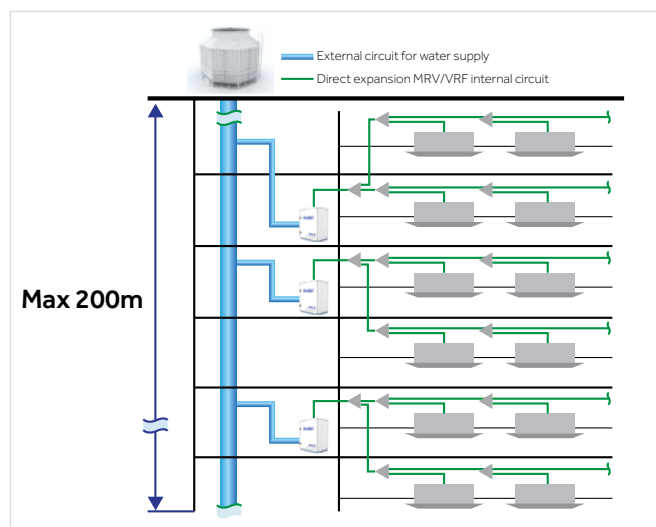 External circuit for water supply
Direct expansion MRV/VRF internal circuit
Max 200m